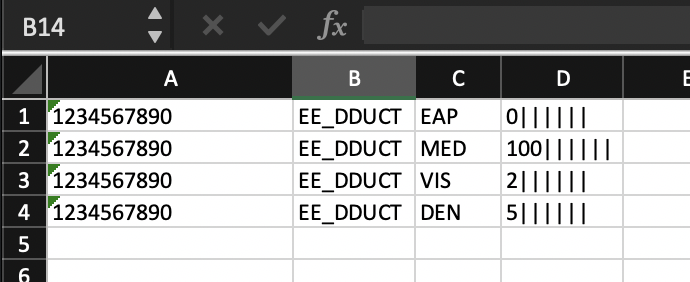 B14 fx
A B C D E
1 1234567890 EE_DDUCT EAP 0||||||
2 1234567890 EE_DDUCT MED 100||||||
3 1234567890 EE_DDUCT VIS 2||||||
4 1234567890 EE_DDUCT DEN 5||||||
5
6